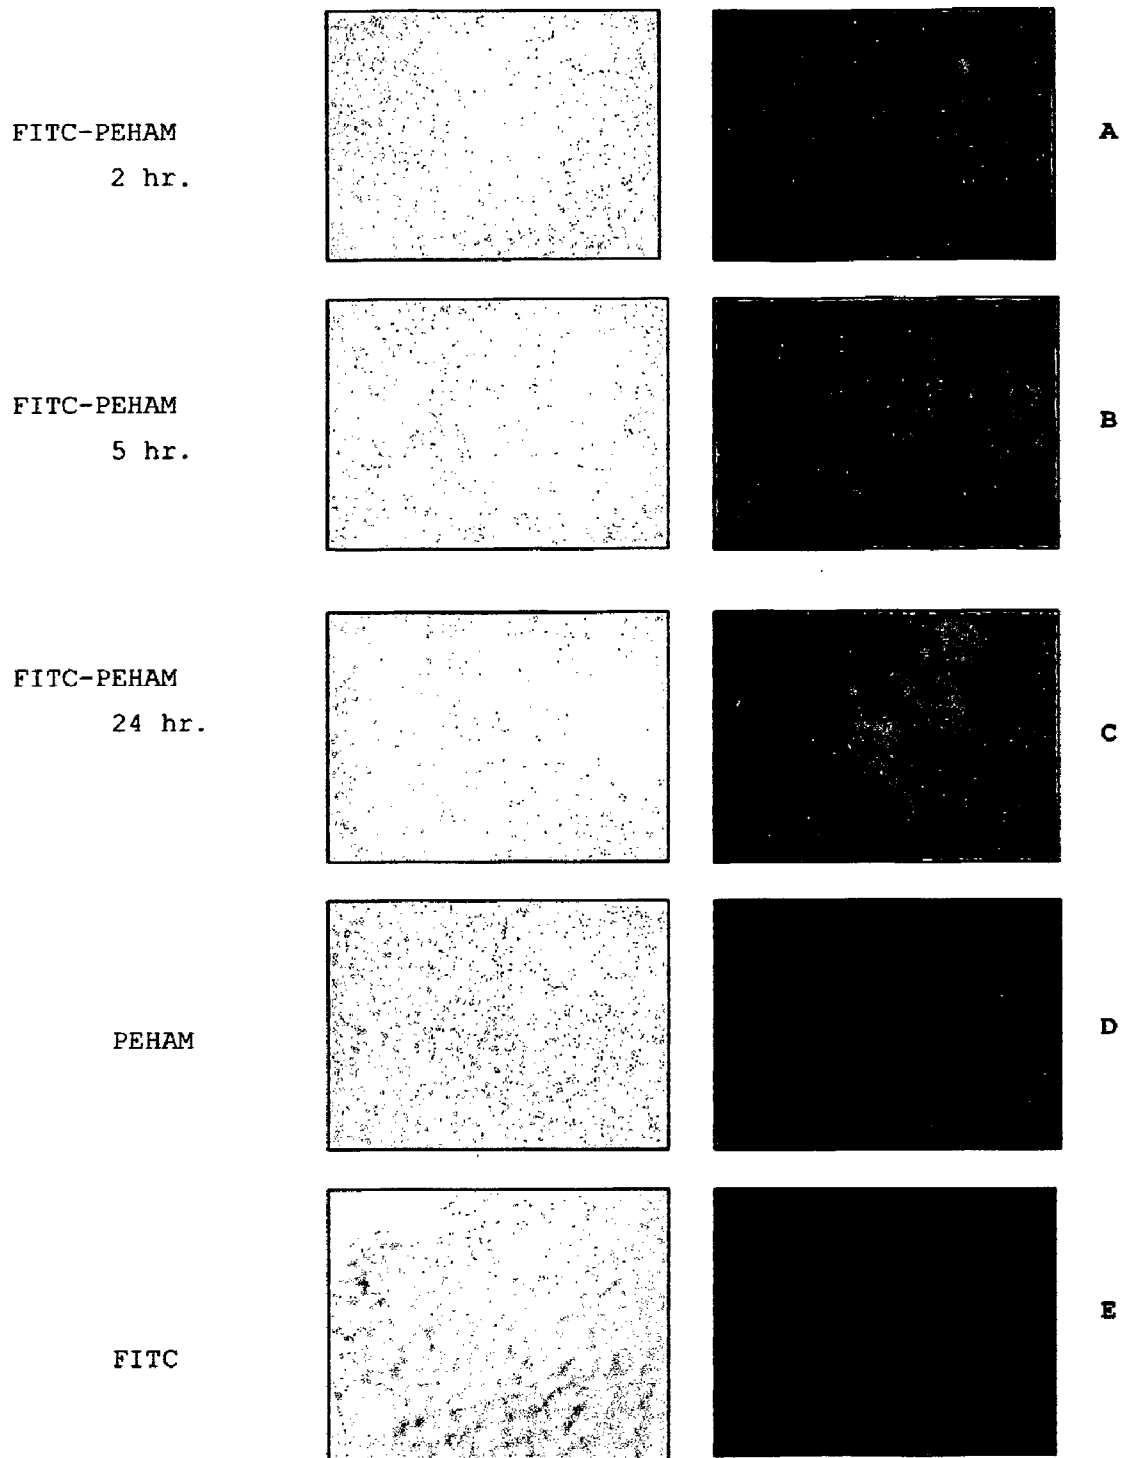 FITC-PEHAM
2 hr.
A
FITC-PEHAM
5 hr.
B
FITC-PEHAM
24 hr.
C
PEHAM
D
FITC
E